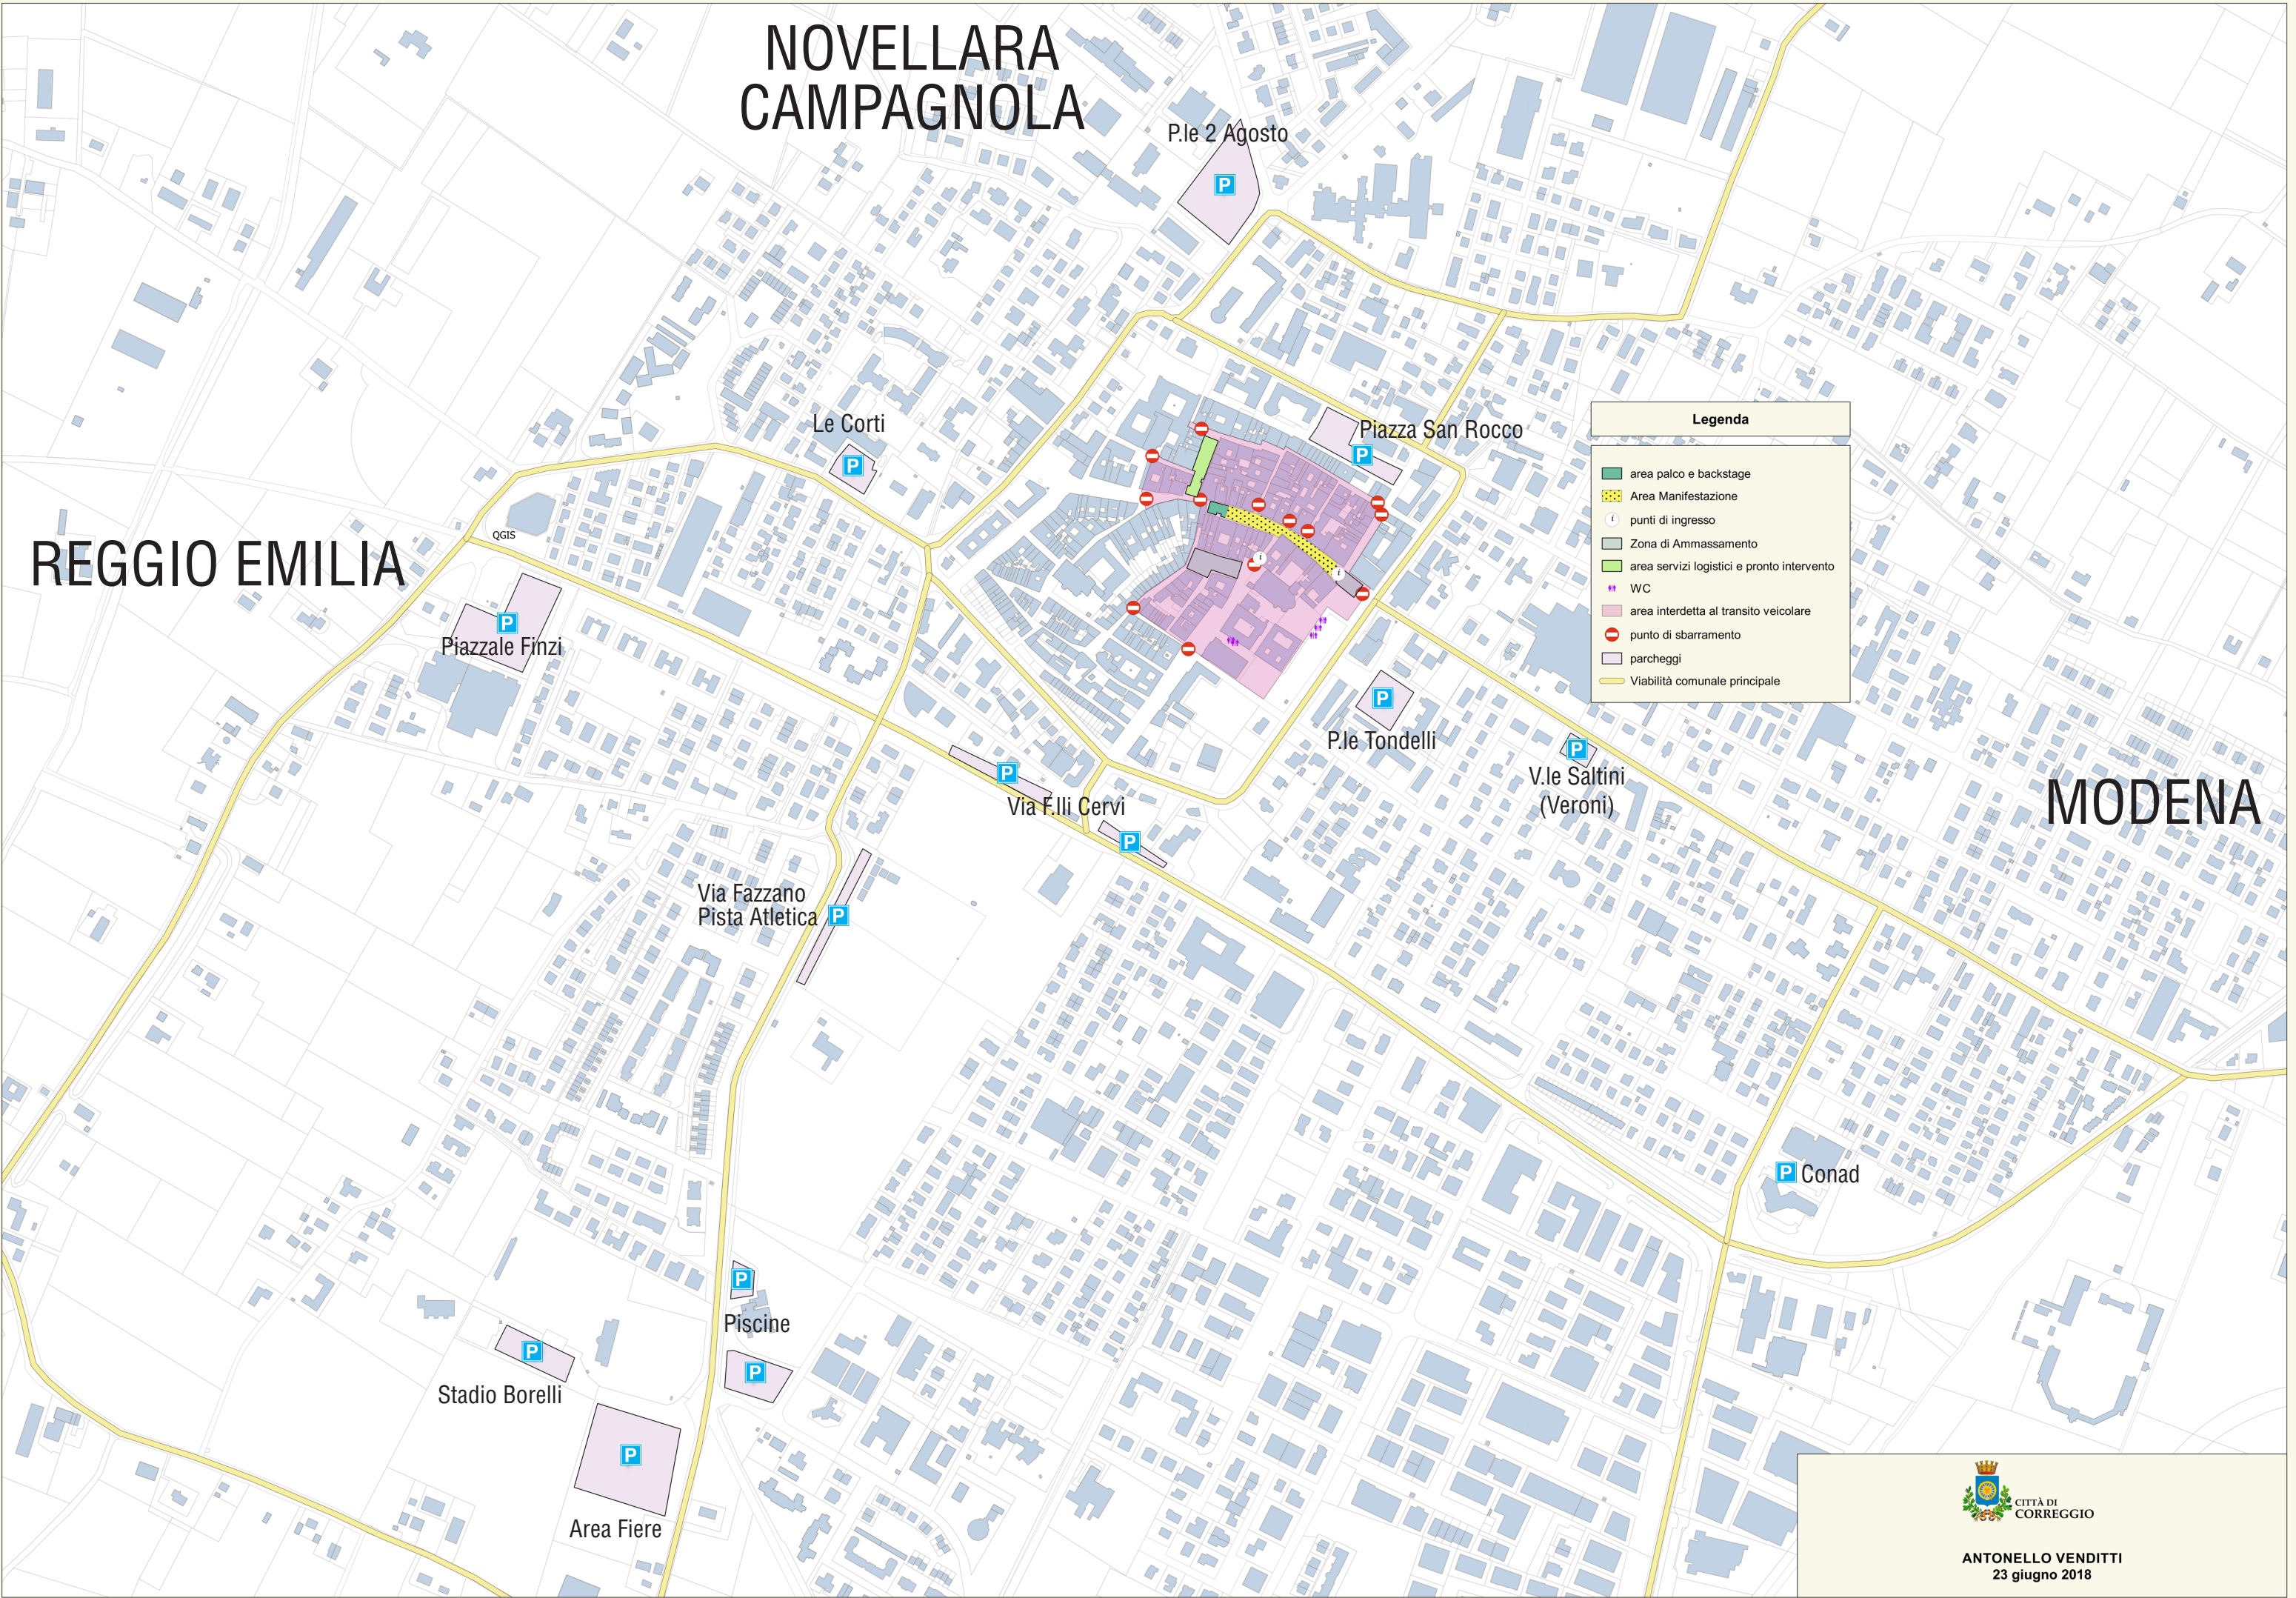 NOVELLARA
CAMPAGNOLA
P.le 2 Agosto
P
Le Corti
P
Piazza San Rocco
P
Legenda
area palco e backstage
Area Manifestazione
i punti di ingresso
Zona di Ammassamento
area servizi logistici e pronto intervento
WC
area interdetta al transito veicolare
punto di sbarramento
parcheggi
Viabilità comunale principale
QGIS
REGGIO EMILIA
i
i
P
Piazzale Finzi
P
P.le Tondelli
P
V.le Saltini
(Veroni)
MODENA
P
Via F.lli Cervi
P
Via Fazzano
Pista Atletica
P
P
Conad
P
Piscine
P
P
Stadio Borelli
P
Area Fiere
CITTÀ DI
CORREGGIO
ANTONELLO VENDITTI
23 giugno 2018